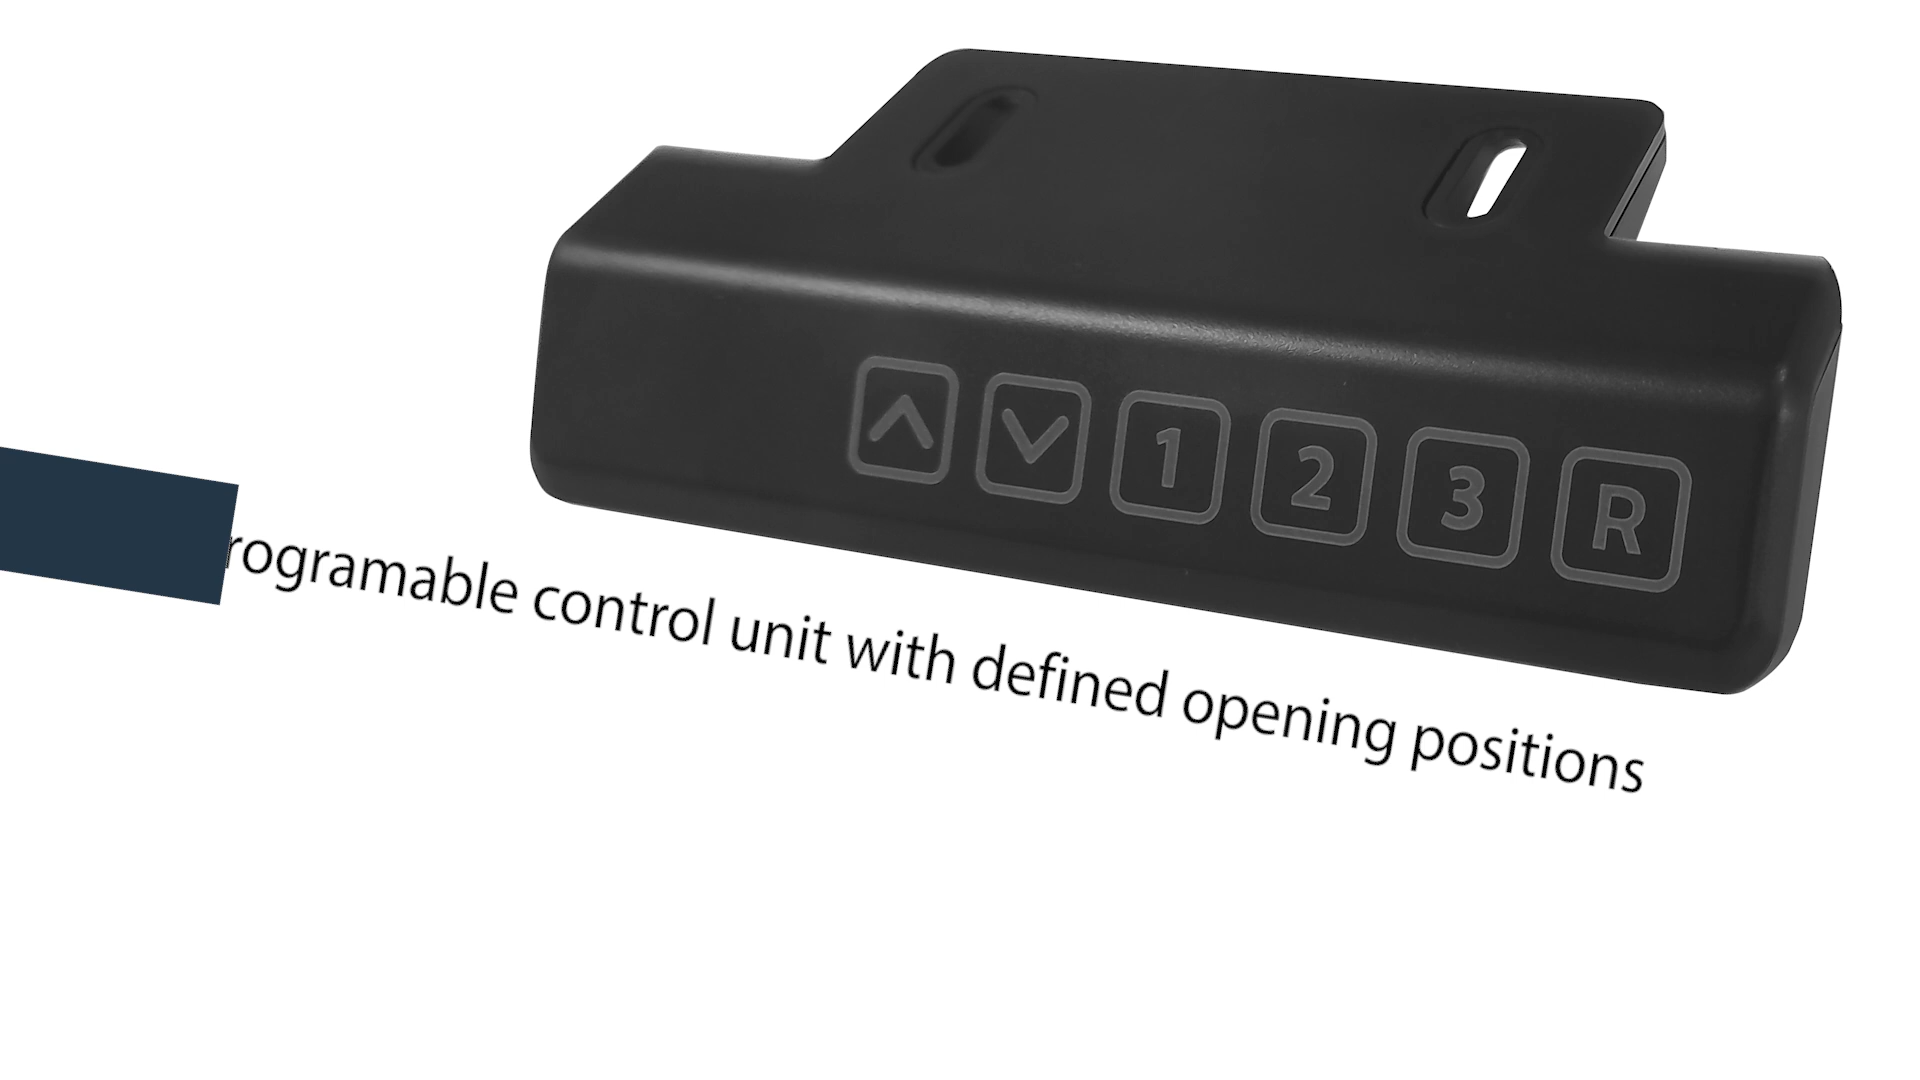 1 2 3 R
rogramable control unit with defined opening positions